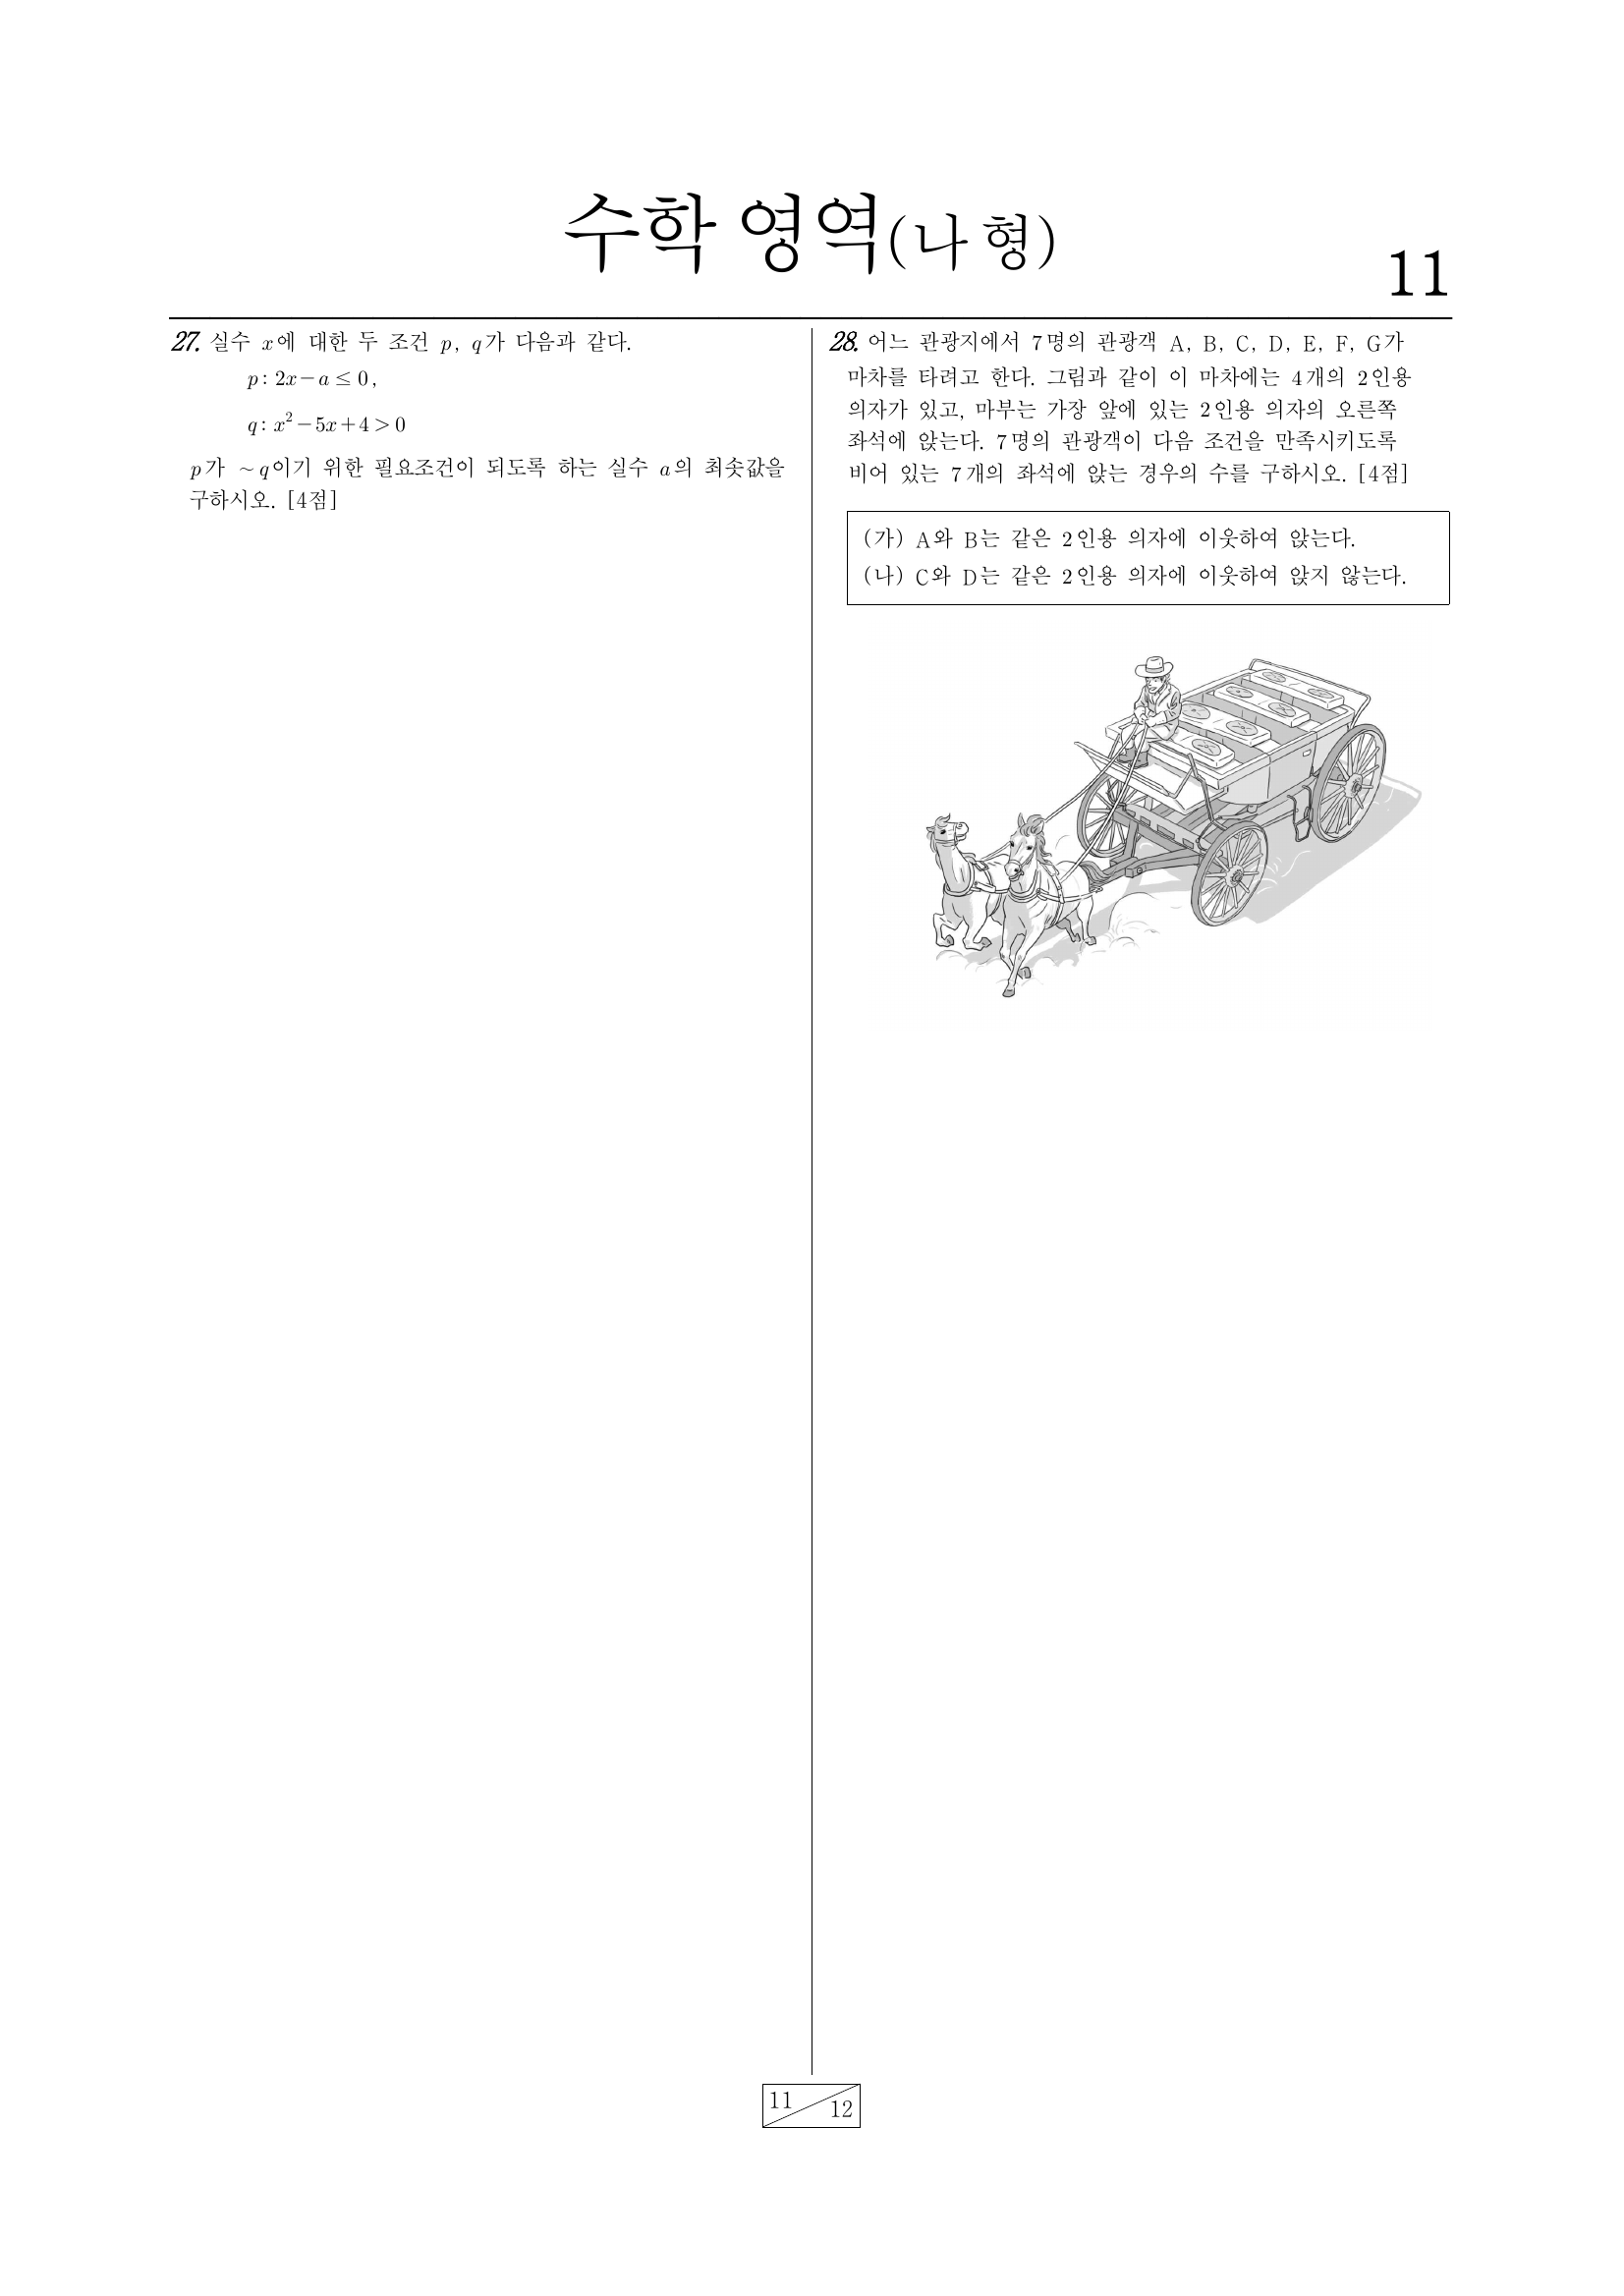 수학 영역(나 형)
11
27. 실수 x에 대한 두 조건 p, q가 다음과 같다.
p: 2x−a ≤ 0,
q: x²−5x+4 > 0
p가 ~q이기 위한 필요조건이 되도록 하는 실수 a의 최솟값을
구하시오. [4점]
28. 어느 관광지에서 7명의 관광객 A, B, C, D, E, F, G가
마차를 타려고 한다. 그림과 같이 이 마차에는 4개의 2인용
의자가 있고, 마부는 가장 앞에 있는 2인용 의자의 오른쪽
좌석에 앉는다. 7명의 관광객이 다음 조건을 만족시키도록
비어 있는 7개의 좌석에 앉는 경우의 수를 구하시오. [4점]
(가) A와 B는 같은 2인용 의자에 이웃하여 앉는다.
(나) C와 D는 같은 2인용 의자에 이웃하여 앉지 않는다.
11
12